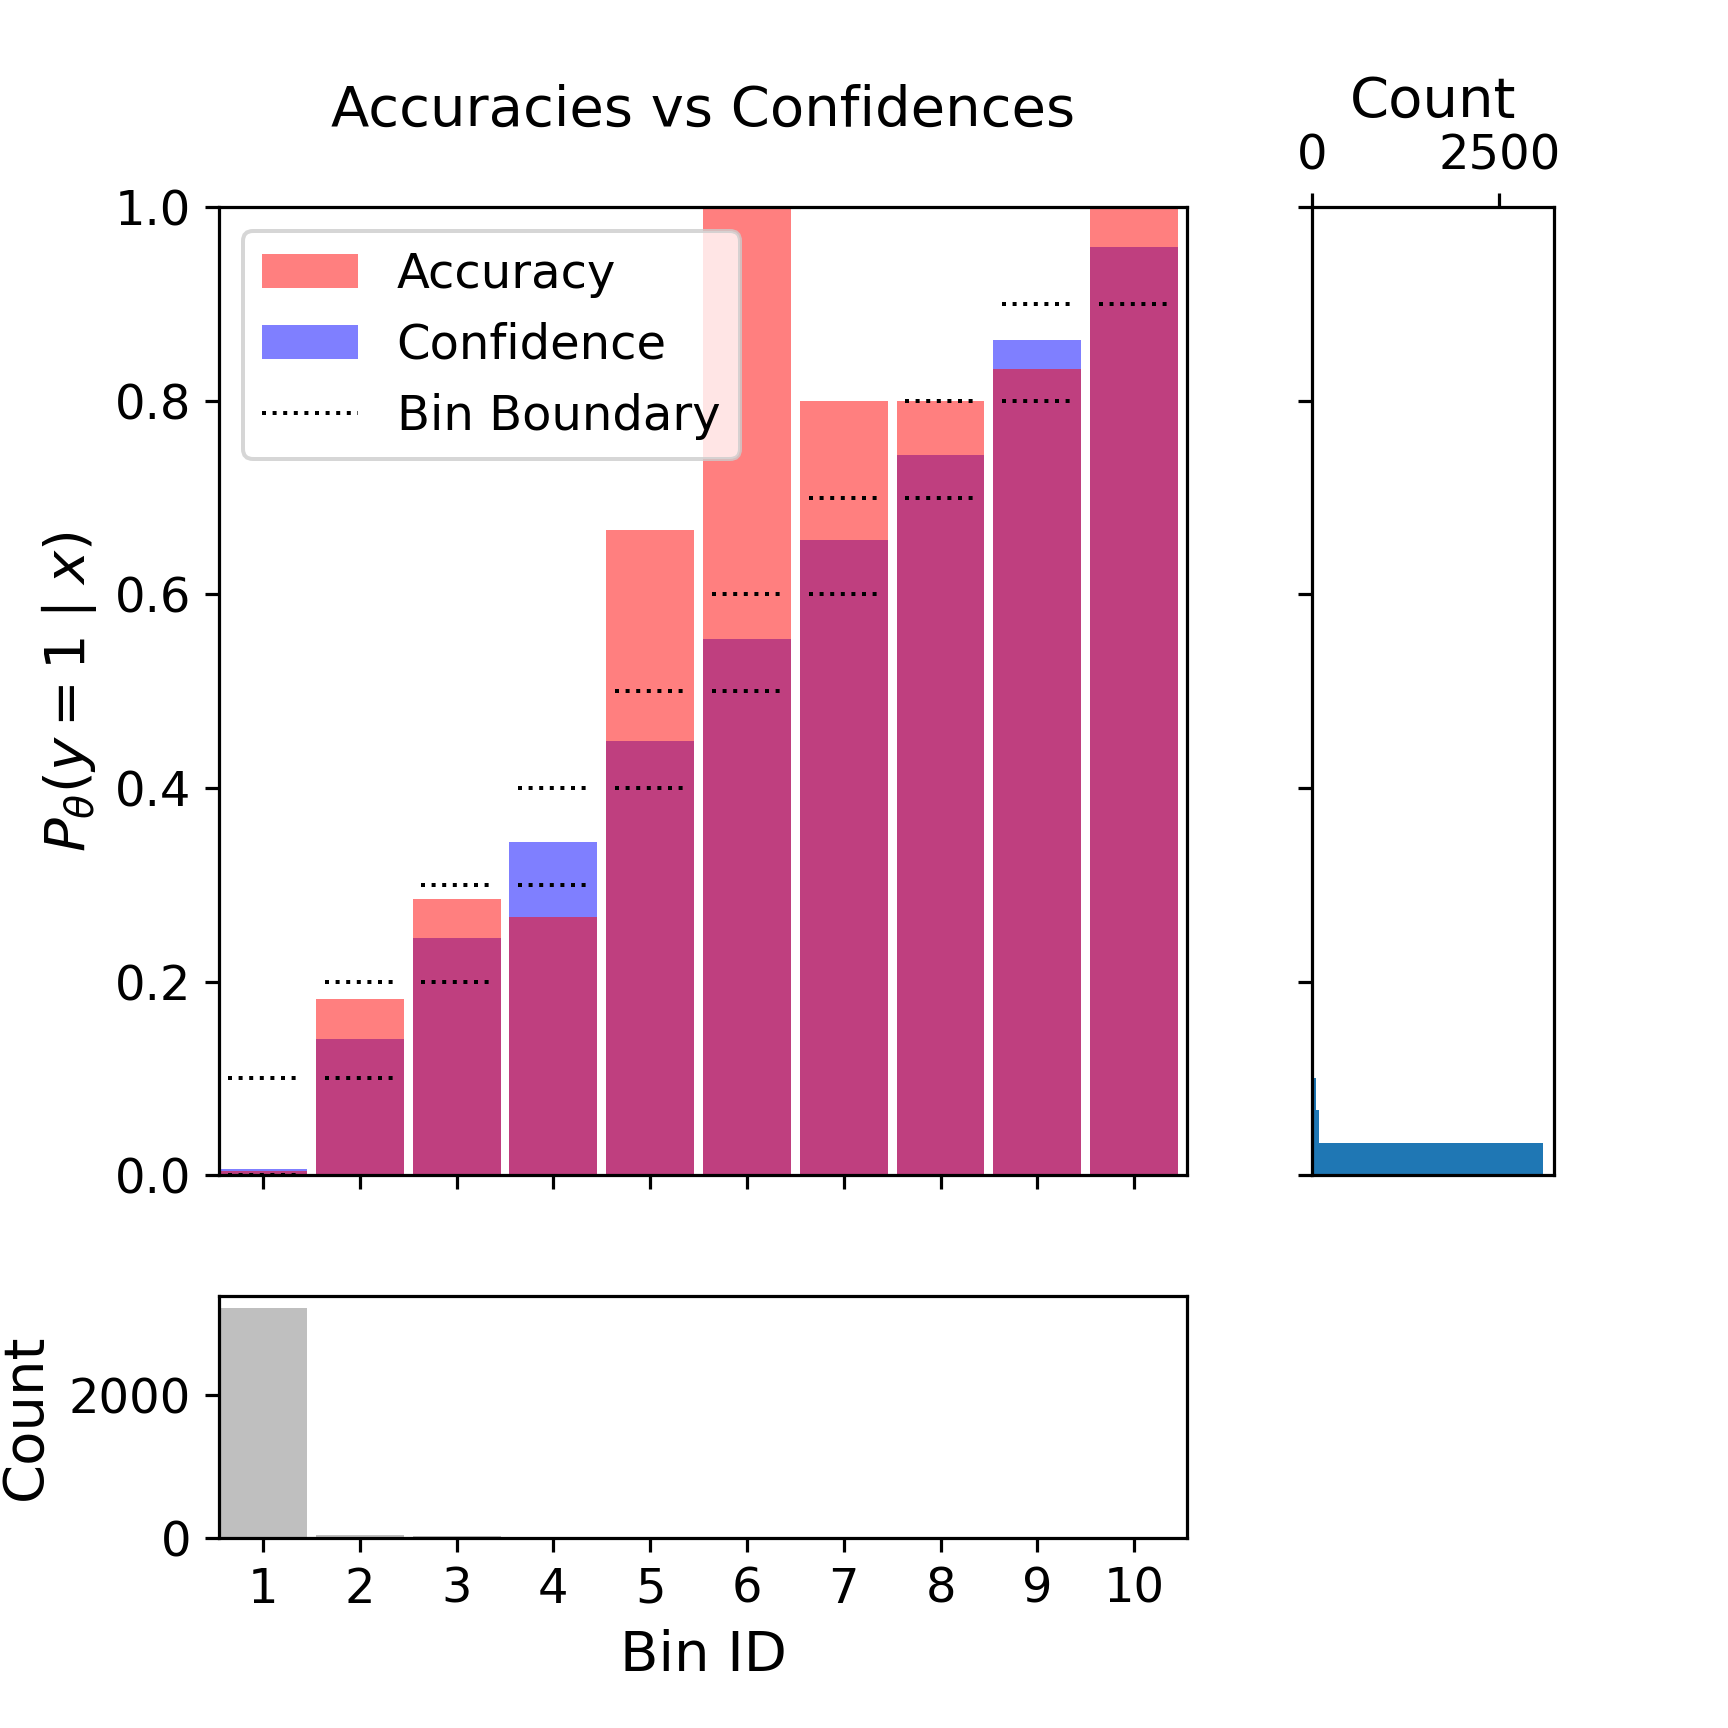 Accuracies vs Confidences
Count
0 2500
1.0
0.8
0.6
0.4
0.2
0.0
Accuracy
Confidence
Bin Boundary
P_θ(y = 1 | x)
Count
2000
0
1 2 3 4 5 6 7 8 9 10
Bin ID